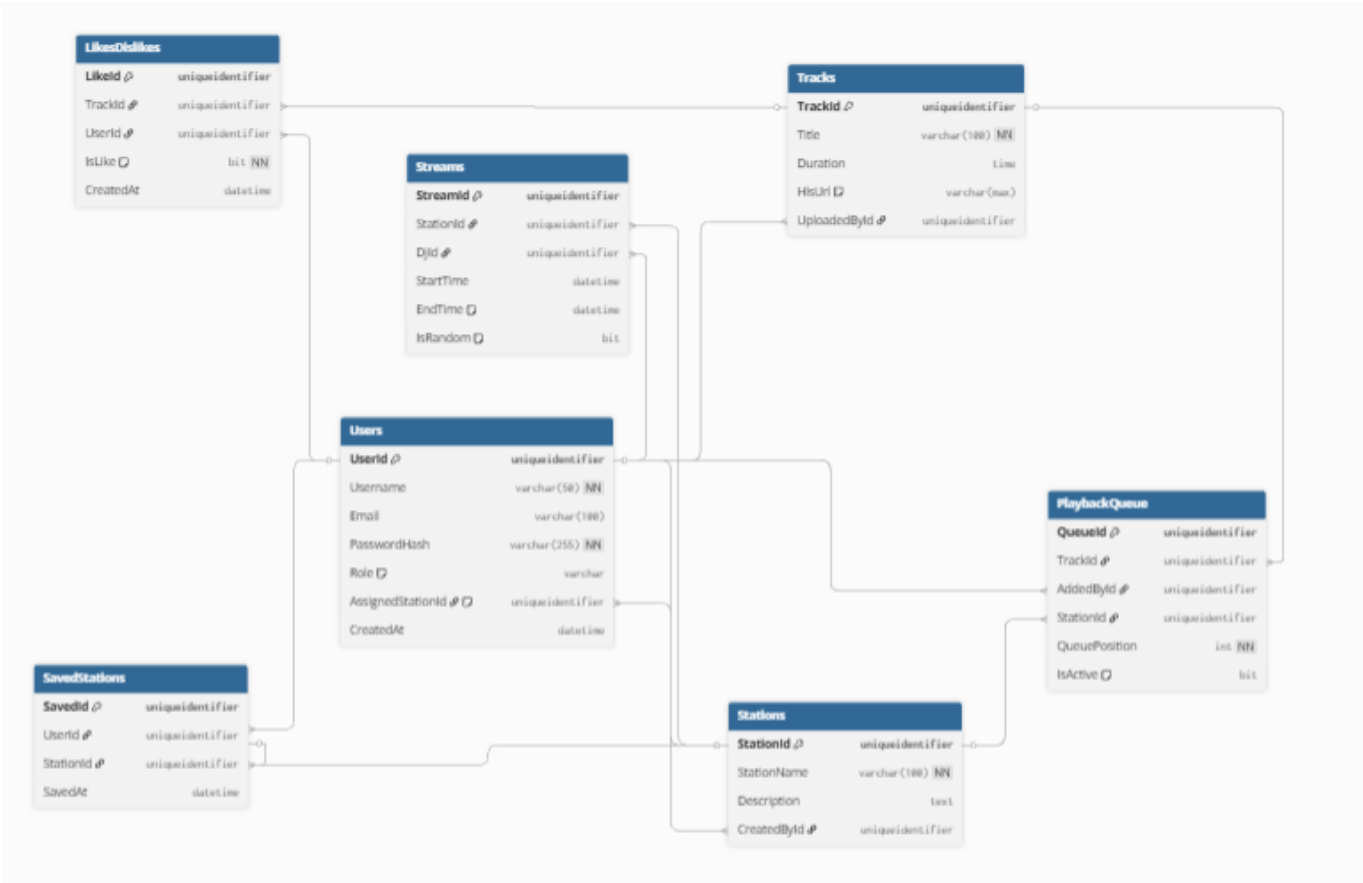 LikesDislikes
LikeId uniqueidentifier
TrackId uniqueidentifier
UserId uniqueidentifier
IsLike bit NN
CreatedAt datetime
Tracks
TrackId uniqueidentifier
Title varchar(100) NN
Duration time
HlsUrl varchar(max)
UploadedById uniqueidentifier
Streams
StreamId uniqueidentifier
StationId uniqueidentifier
DjId uniqueidentifier
StartTime datetime
EndTime datetime
IsRandom bit
Users
UserId uniqueidentifier
Username varchar(50) NN
Email varchar(100)
PasswordHash varchar(255) NN
Role varchar
AssignedStationId uniqueidentifier
CreatedAt datetime
PlaybackQueue
QueueId uniqueidentifier
TrackId uniqueidentifier
AddedById uniqueidentifier
StationId uniqueidentifier
QueuePosition int NN
IsActive bit
SavedStations
SavedId uniqueidentifier
UserId uniqueidentifier
StationId uniqueidentifier
SavedAt datetime
Stations
StationId uniqueidentifier
StationName varchar(100) NN
Description text
CreatedById uniqueidentifier